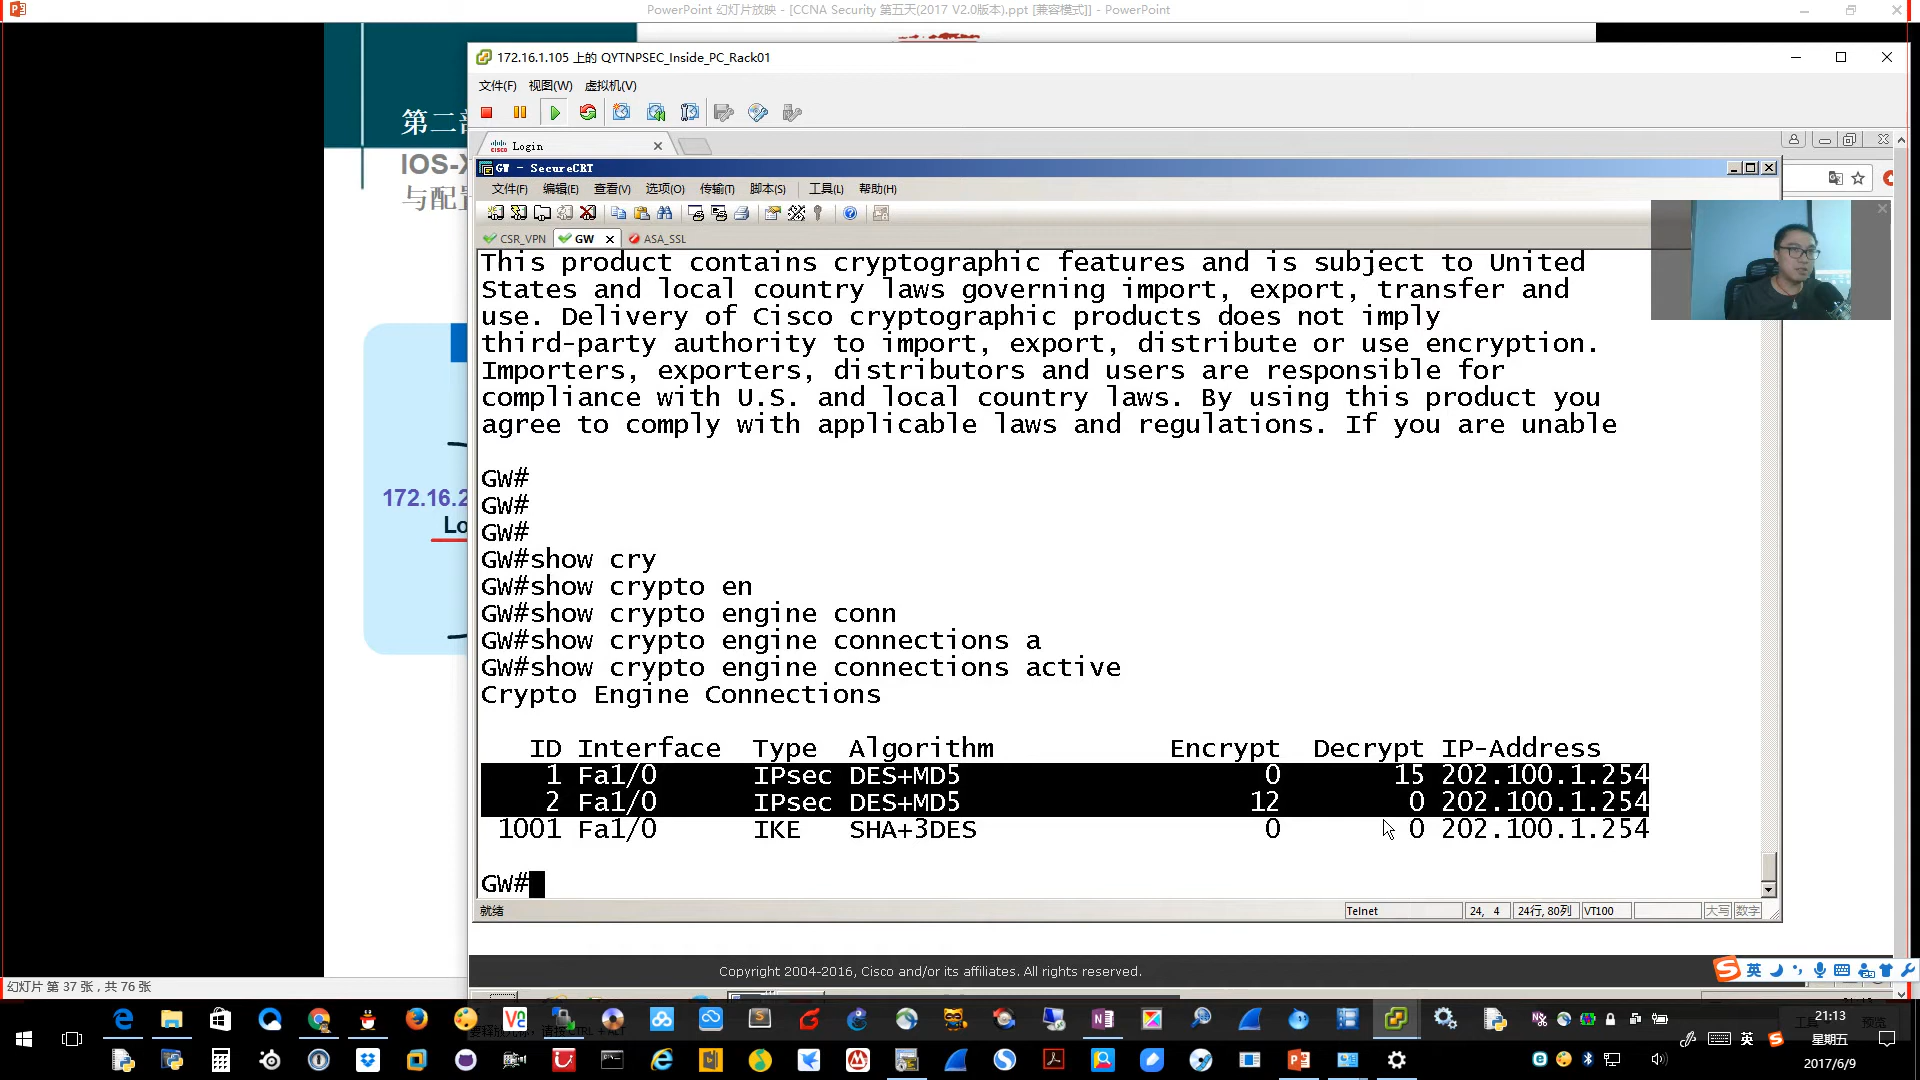 PowerPoint 幻灯片放映 - [CCNA Security 第五天(2017 V2.0版本).ppt [兼容模式]] - PowerPoint
172.16.1.105 上的 QYTNPSEC_Inside_PC_Rack01
文件(F) 视图(W) 虚拟机(V)
第二
Login
IOS-X
与配
GW - SecureCRT
文件(F) 编辑(E) 查看(V) 选项(O) 传输(T) 脚本(S) 工具(L) 帮助(H)
CSR_VPN GW ASA_SSL
This product contains cryptographic features and is subject to United
States and local country laws governing import, export, transfer and
use. Delivery of Cisco cryptographic products does not imply
third-party authority to import, export, distribute or use encryption.
Importers, exporters, distributors and users are responsible for
compliance with U.S. and local country laws. By using this product you
agree to comply with applicable laws and regulations. If you are unable
GW#
GW#
GW#
GW#show cry
GW#show crypto en
GW#show crypto engine conn
GW#show crypto engine connections a
GW#show crypto engine connections active
Crypto Engine Connections
ID Interface Type Algorithm Encrypt Decrypt IP-Address
1 Fa1/0 IPsec DES+MD5 0 15 202.100.1.254
2 Fa1/0 IPsec DES+MD5 12 0 202.100.1.254
1001 Fa1/0 IKE SHA+3DES 0 0 202.100.1.254
GW#
172.16.2
Lo
就绪 Telnet 24, 4 24行, 80列 VT100 大写 数字
Copyright 2004-2016, Cisco and/or its affiliates. All rights reserved.
英
幻灯片 第 37 张 , 共 76 张
21:13
英 星期五
2017/6/9